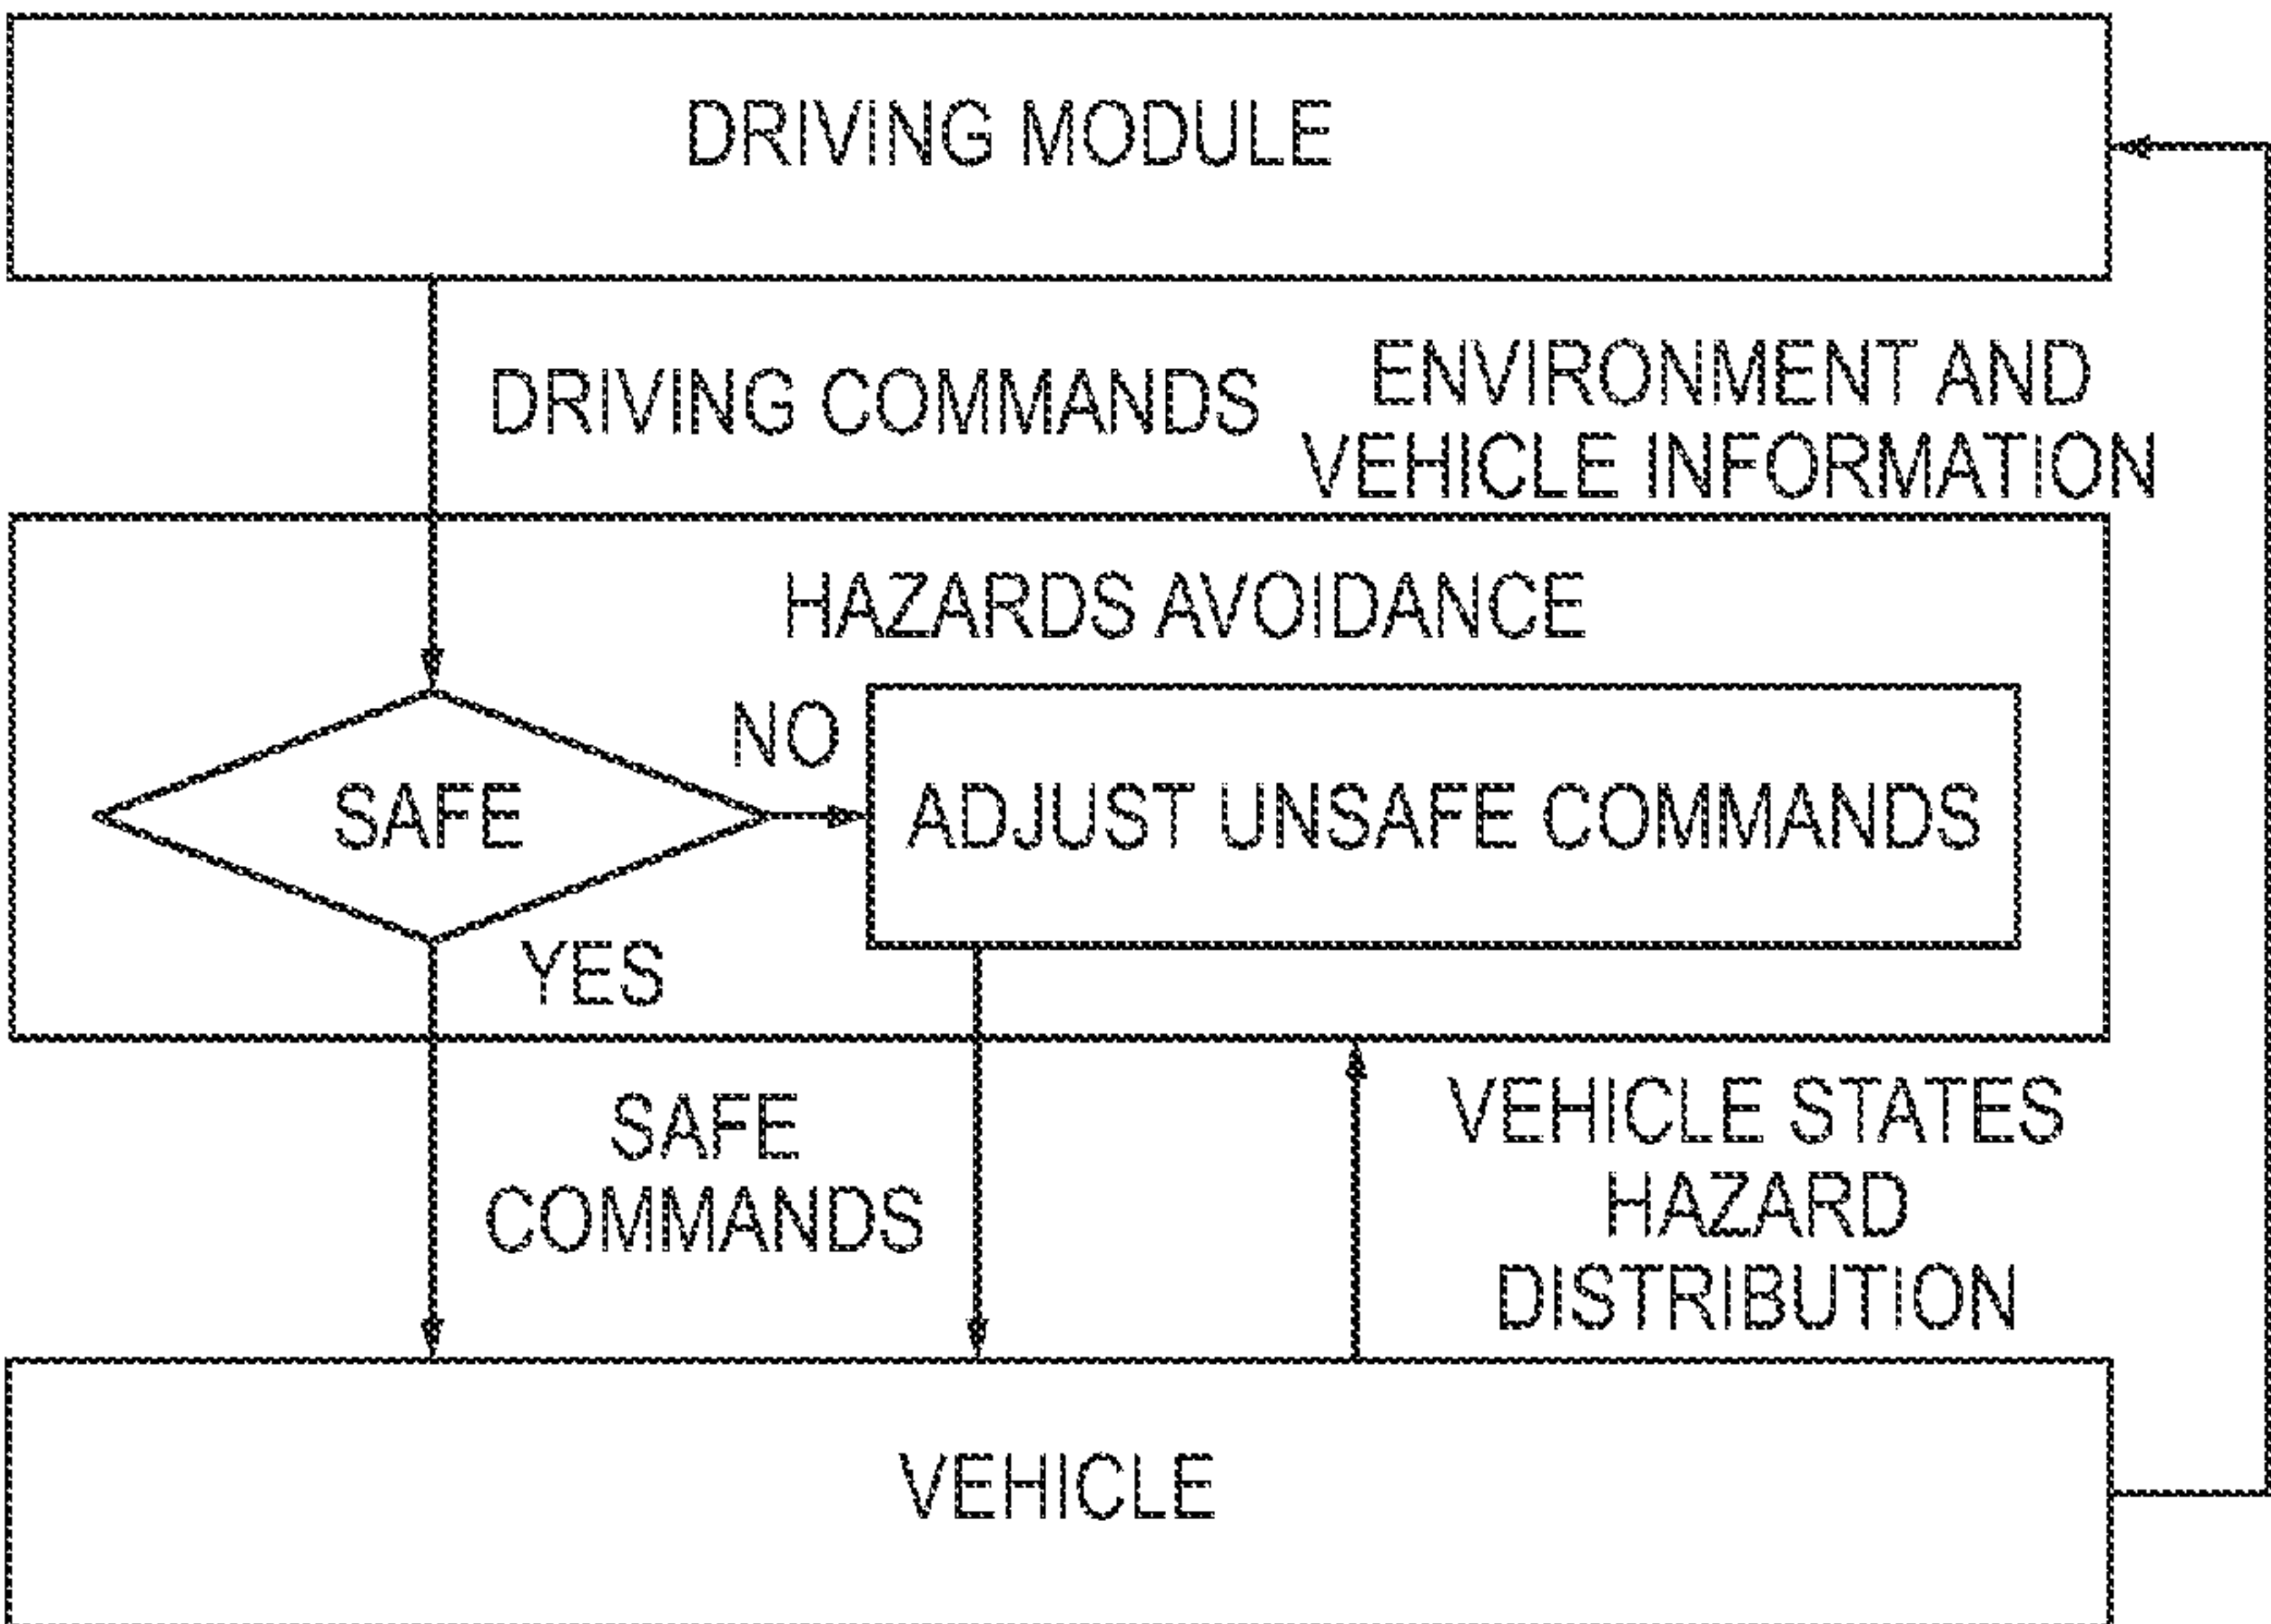 DRIVING MODULE
DRIVING COMMANDS
ENVIRONMENT AND
VEHICLE INFORMATION
HAZARDS AVOIDANCE
NO
SAFE
ADJUST UNSAFE COMMANDS
YES
SAFE
COMMANDS
VEHICLE STATES
HAZARD
DISTRIBUTION
VEHICLE